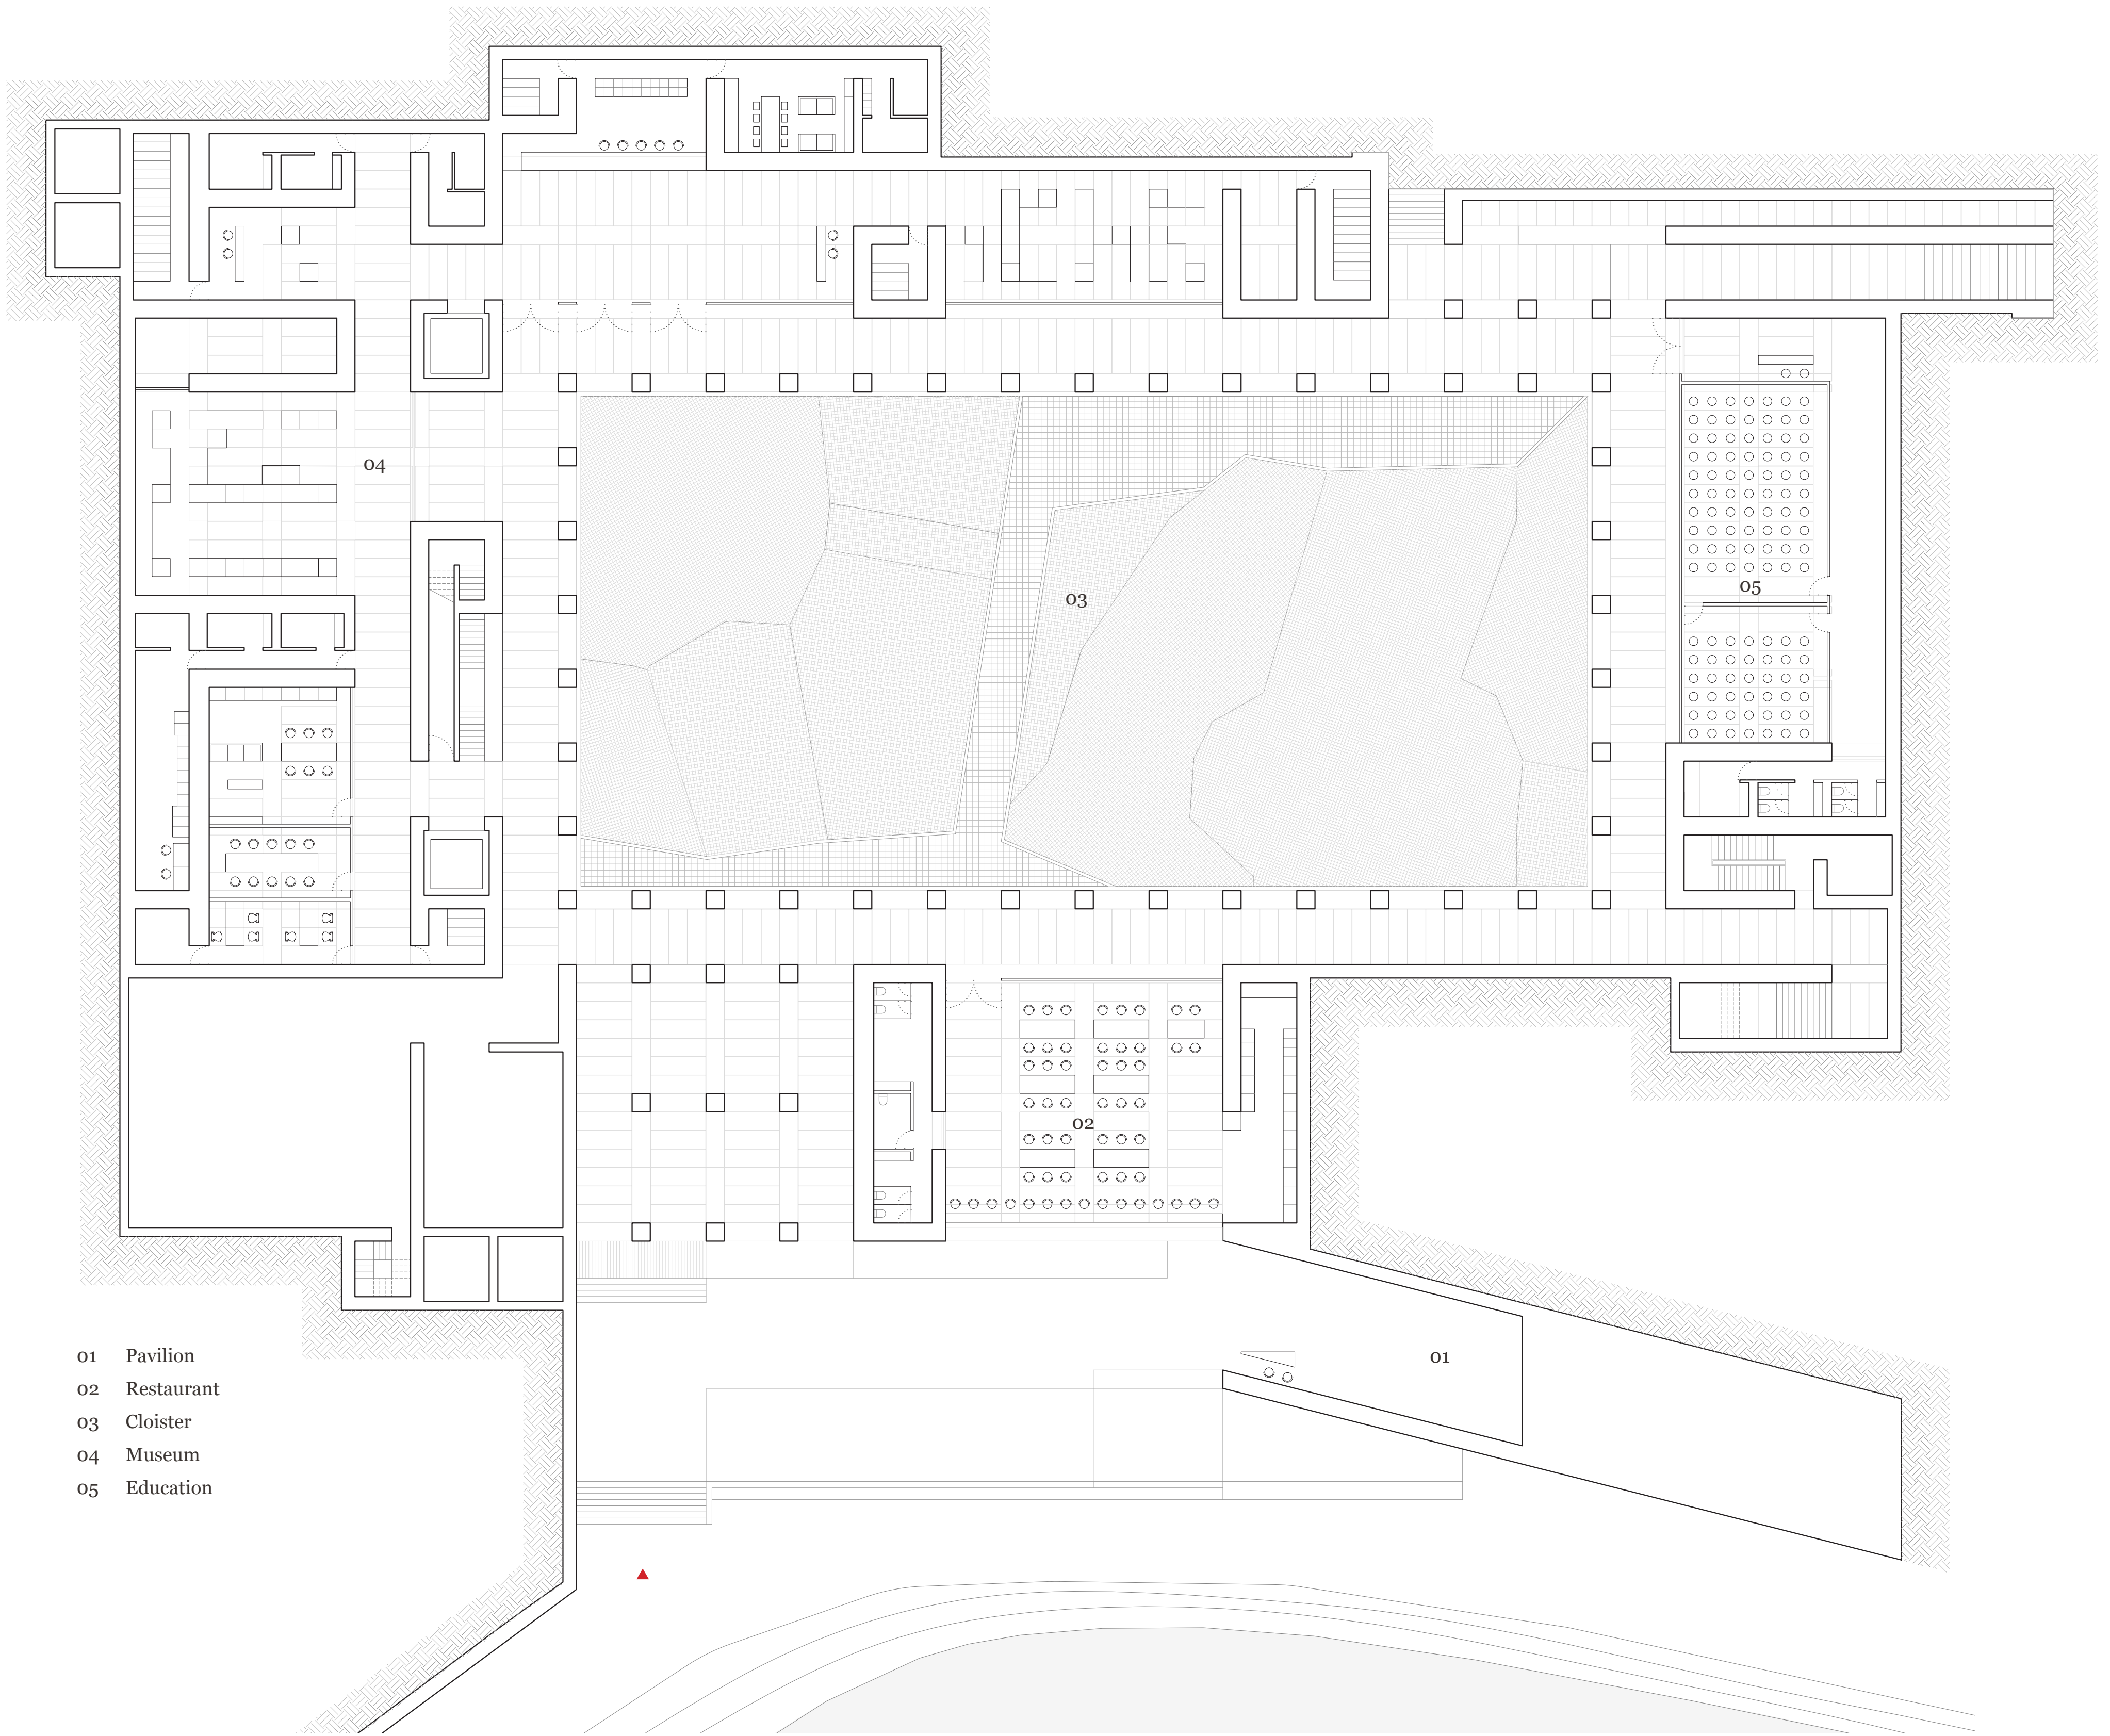 04
03
05
02
01
01 Pavilion
02 Restaurant
03 Cloister
04 Museum
05 Education